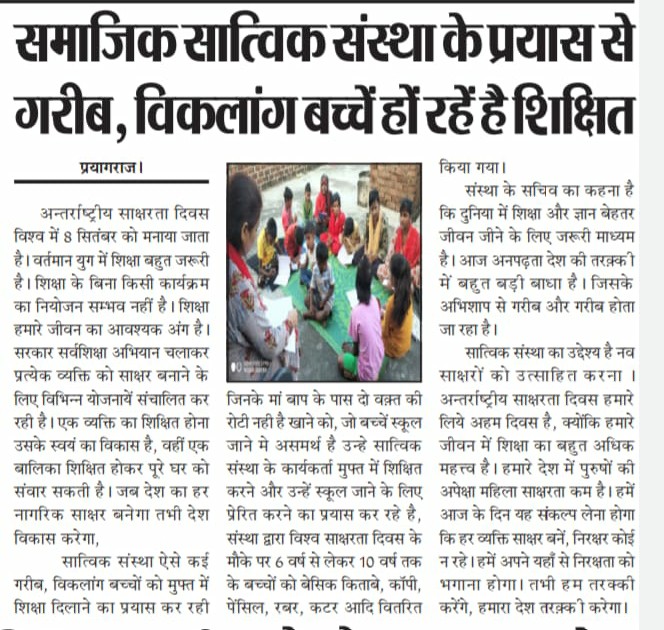 समाजिक सात्विक संस्था के प्रयास से
गरीब, विकलांग बच्चें हों रहें है शिक्षित
प्रयागराज।
अन्तर्राष्ट्रीय साक्षरता दिवस
विश्व में 8 सितंबर को मनाया जाता
है। वर्तमान युग में शिक्षा बहुत जरूरी
है। शिक्षा के बिना किसी कार्यक्रम
का नियोजन सम्भव नहीं है। शिक्षा
हमारे जीवन का आवश्यक अंग है।
सरकार सर्वशिक्षा अभियान चलाकर
प्रत्येक व्यक्ति को साक्षर बनाने के
लिए विभिन्न योजनायें संचालित कर
रही है। एक व्यक्ति का शिक्षित होना
उसके स्वयं का विकास है, वहीं एक
बालिका शिक्षित होकर पूरे घर को
संवार सकती है। जब देश का हर
नागरिक साक्षर बनेगा तभी देश
विकास करेगा,
सात्विक संस्था ऐसे कई
गरीब, विकलांग बच्चों को मुफ्त में
शिक्षा दिलाने का प्रयास कर रही
जिनके मां बाप के पास दो वक़्त की
रोटी नही है खाने को, जो बच्चें स्कूल
जाने मे असमर्थ है उन्हे सात्विक
संस्था के कार्यकर्ता मुफ्त में शिक्षित
करने और उन्हें स्कूल जाने के लिए
प्रेरित करने का प्रयास कर रहे है,
संस्था द्वारा विश्व साक्षरता दिवस के
मौके पर 6 वर्ष से लेकर 10 वर्ष तक
के बच्चों को बेसिक किताबे, कॉपी,
पेंसिल, रबर, कटर आदि वितरित
किया गया।
संस्था के सचिव का कहना है
कि दुनिया में शिक्षा और ज्ञान बेहतर
जीवन जीने के लिए जरूरी माध्यम
है। आज अनपढ़ता देश की तरक़्की
में बहुत बड़ी बाधा है। जिसके
अभिशाप से गरीब और गरीब होता
जा रहा है।
सात्विक संस्था का उद्देश्य है नव
साक्षरों को उत्साहित करना ।
अन्तर्राष्ट्रीय साक्षरता दिवस हमारे
लिये अहम दिवस है, क्योंकि हमारे
जीवन में शिक्षा का बहुत अधिक
महत्त्व है। हमारे देश में पुरुषों की
अपेक्षा महिला साक्षरता कम है। हमें
आज के दिन यह संकल्प लेना होगा
कि हर व्यक्ति साक्षर बनें, निरक्षर कोई
न रहे। हमें अपने यहाँ से निरक्षता को
भगाना होगा। तभी हम तरक्की
करेंगे, हमारा देश तरक़्की करेगा।